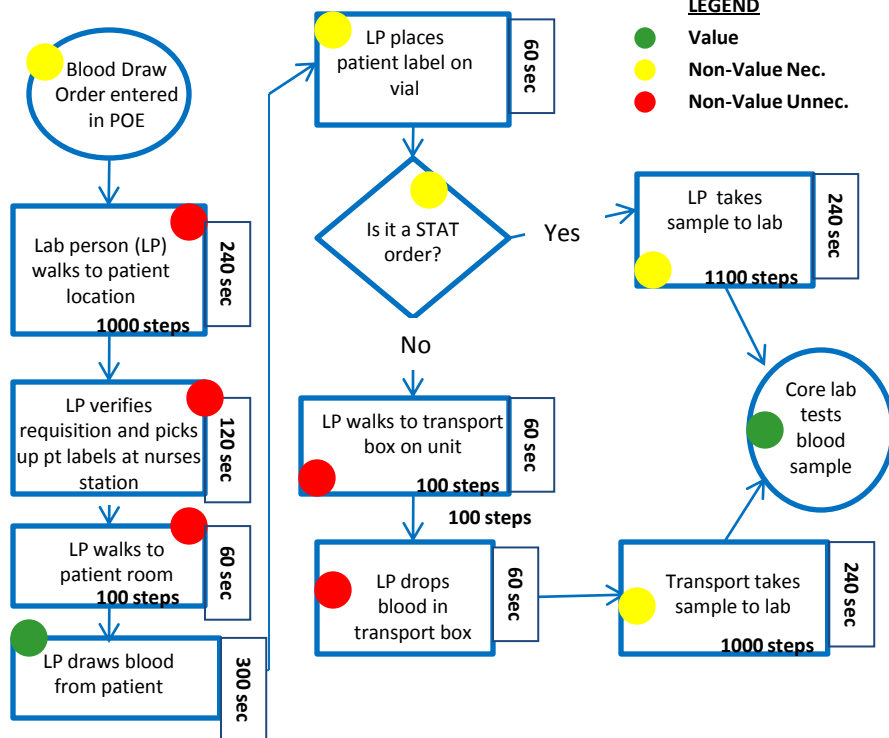 LEGEND
Value
Non-Value Nec.
Non-Value Unnec.
Blood Draw
Order entered
in POE
Lab person (LP)
walks to patient
location
1000 steps
240 sec
LP verifies
requisition and picks
up pt labels at nurses
station
120 sec
LP walks to
patient room
100 steps
60 sec
LP draws blood
from patient
300 sec
LP places
patient label on
vial
60 sec
Is it a STAT
order?
Yes
No
LP takes
sample to lab
1100 steps
240 sec
LP walks to transport
box on unit
100 steps
60 sec
100 steps
LP drops
blood in
transport box
60 sec
Transport takes
sample to lab
1000 steps
240 sec
Core lab
tests
blood
sample